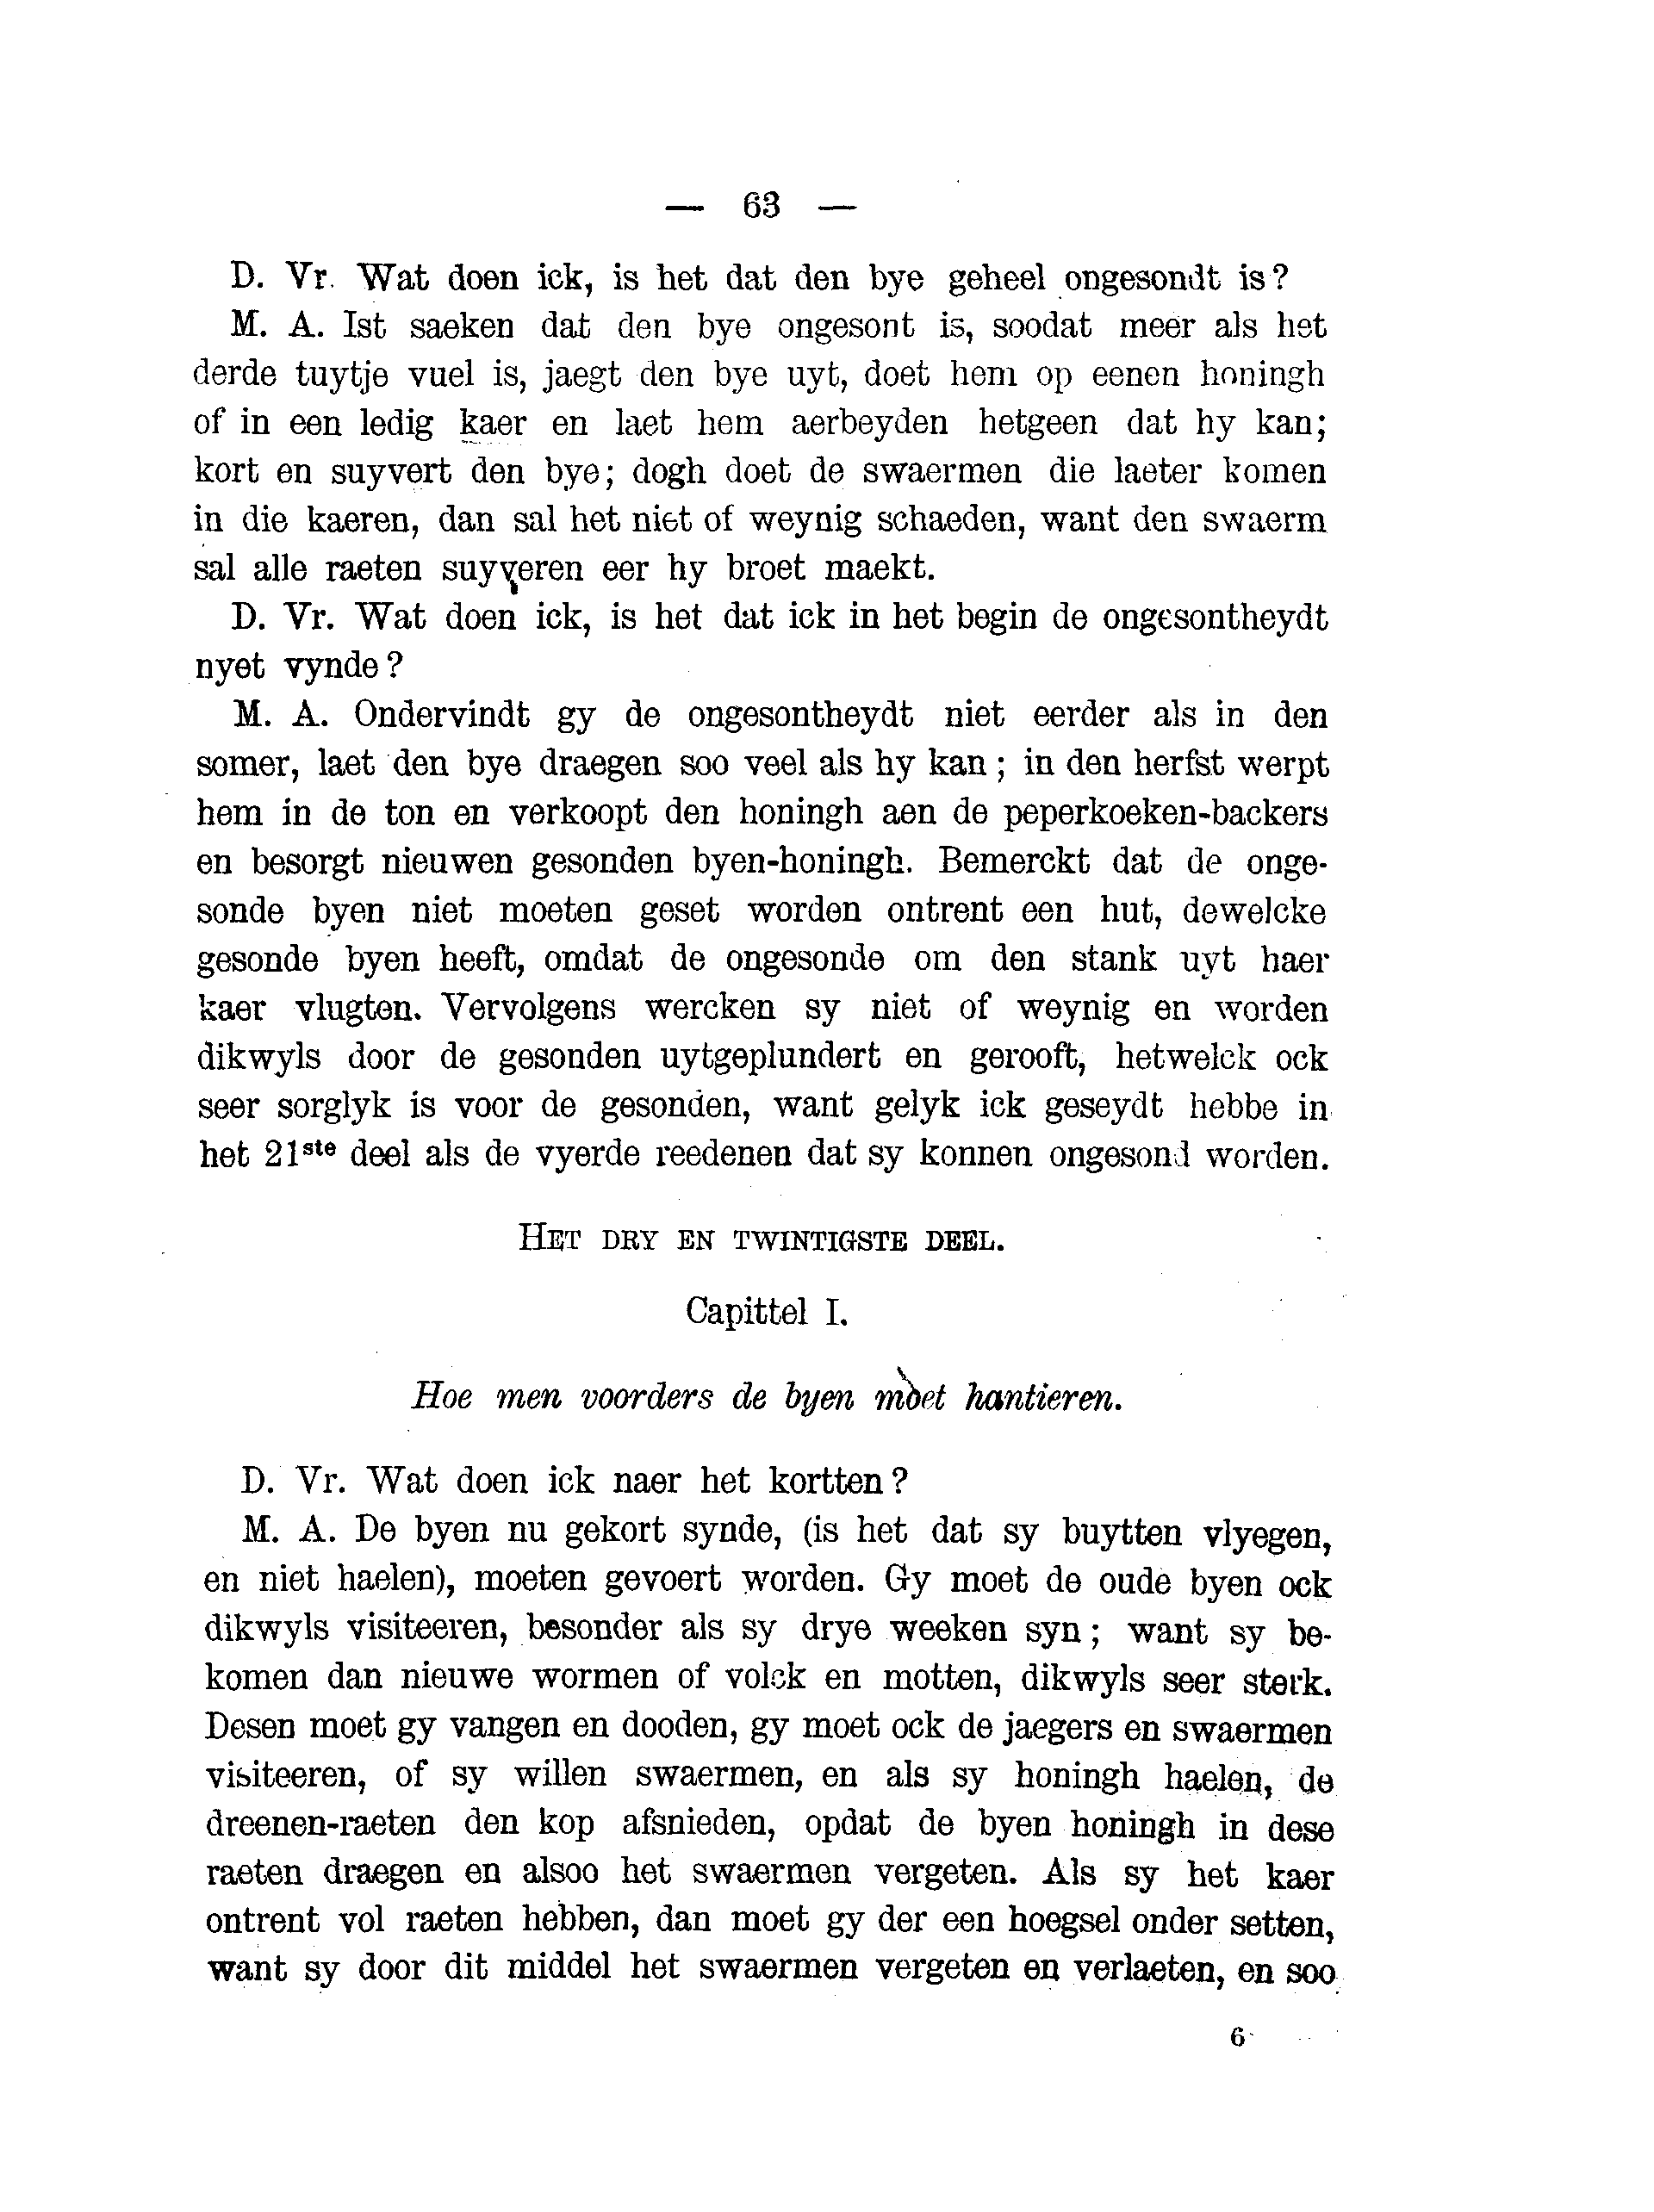 — 63 —
D. Vr. Wat doen ick, is het dat den bye geheel ongesondt is?
M. A. Ist saeken dat den bye ongesont is, soodat meer als het
derde tuytje vuel is, jaegt den bye uyt, doet hem op eenen honingh
of in een ledig kaer en laet hem aerbeyden hetgeen dat hy kan;
kort en suyvert den bye; dogh doet de swaermen die laeter komen
in die kaeren, dan sal het niet of weynig schaeden, want den swaerm
sal alle raeten suyveren eer hy broet maekt.
D. Vr. Wat doen ick, is het dat ick in het begin de ongesontheydt
nyet vynde?
M. A. Ondervindt gy de ongesontheydt niet eerder als in den
somer, laet den bye draegen soo veel als hy kan; in den herfst werpt
hem in de ton en verkoopt den honingh aen de peperkoeken-backers
en besorgt nieuwen gesonden byen-honingh. Bemerckt dat de onge-
sonde byen niet moeten geset worden ontrent een hut, dewelcke
gesonde byen heeft, omdat de ongesonde om den stank uyt haer
kaer vlugten. Vervolgens wercken sy niet of weynig en worden
dikwyls door de gesonden uytgeplundert en gerooft, hetwelck ock
seer sorglyk is voor de gesonden, want gelyk ick geseydt hebbe in
het 21ste deel als de vyerde reedenen dat sy konnen ongesond worden.
HET DRY EN TWINTIGSTE DEEL.
Capittel I.
Hoe men voorders de byen moet hantieren.
D. Vr. Wat doen ick naer het kortten?
M. A. De byen nu gekort synde, (is het dat sy buytten vlyegen,
en niet haelen), moeten gevoert worden. Gy moet de oude byen ock
dikwyls visiteeren, besonder als sy drye weeken syn; want sy be-
komen dan nieuwe wormen of volck en motten, dikwyls seer sterk.
Desen moet gy vangen en dooden, gy moet ock de jaegers en swaermen
visiteeren, of sy willen swaermen, en als sy honingh haelen, de
dreenen-raeten den kop afsnieden, opdat de byen honingh in dese
raeten draegen en alsoo het swaermen vergeten. Als sy het kaer
ontrent vol raeten hebben, dan moet gy der een hoegsel onder setten,
want sy door dit middel het swaermen vergeten en verlaeten, en soo
6